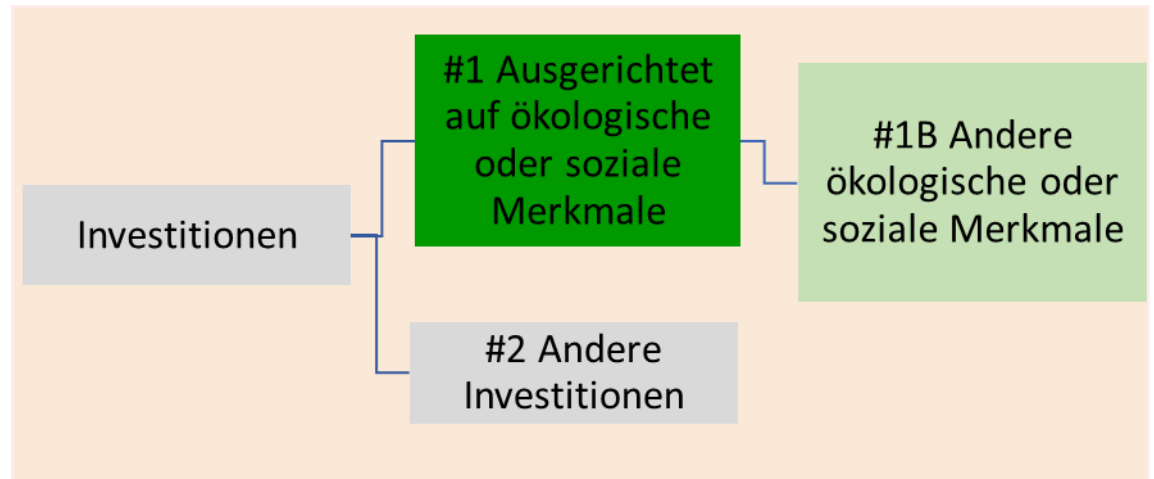 Investitionen
#1 Ausgerichtet
auf ökologische
oder soziale
Merkmale
#1B Andere
ökologische oder
soziale Merkmale
#2 Andere
Investitionen